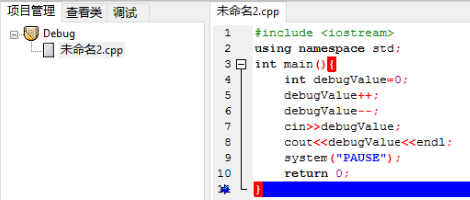 项目管理 查看类 调试
Debug
未命名2.cpp
未命名2.cpp
1 #include <iostream>
2 using namespace std;
3 int main(){
4 int debugValue=0;
5 debugValue++;
6 debugValue--;
7 cin>>debugValue;
8 cout<<debugValue<<endl;
9 system("PAUSE");
10 return 0;
}